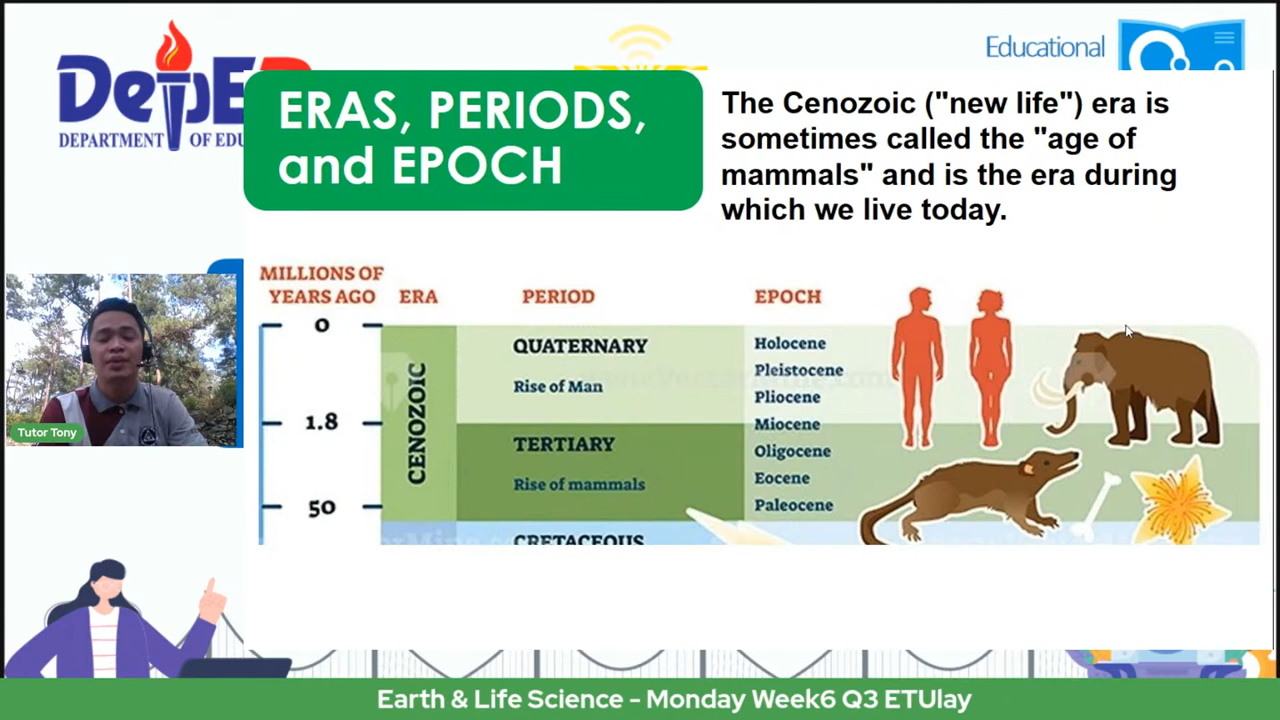 DepE
DEPARTMENT OF EDU
Educational
ERAS, PERIODS,
and EPOCH
The Cenozoic ("new life") era is
sometimes called the "age of
mammals" and is the era during
which we live today.
MILLIONS OF
YEARS AGO
ERA
PERIOD
EPOCH
0
1.8
50
CENOZOIC
QUATERNARY
Rise of Man
TERTIARY
Rise of mammals
CRETACEOUS
Holocene
Pleistocene
Pliocene
Miocene
Oligocene
Eocene
Paleocene
Tutor Tony
Earth & Life Science - Monday Week6 Q3 ETUlay